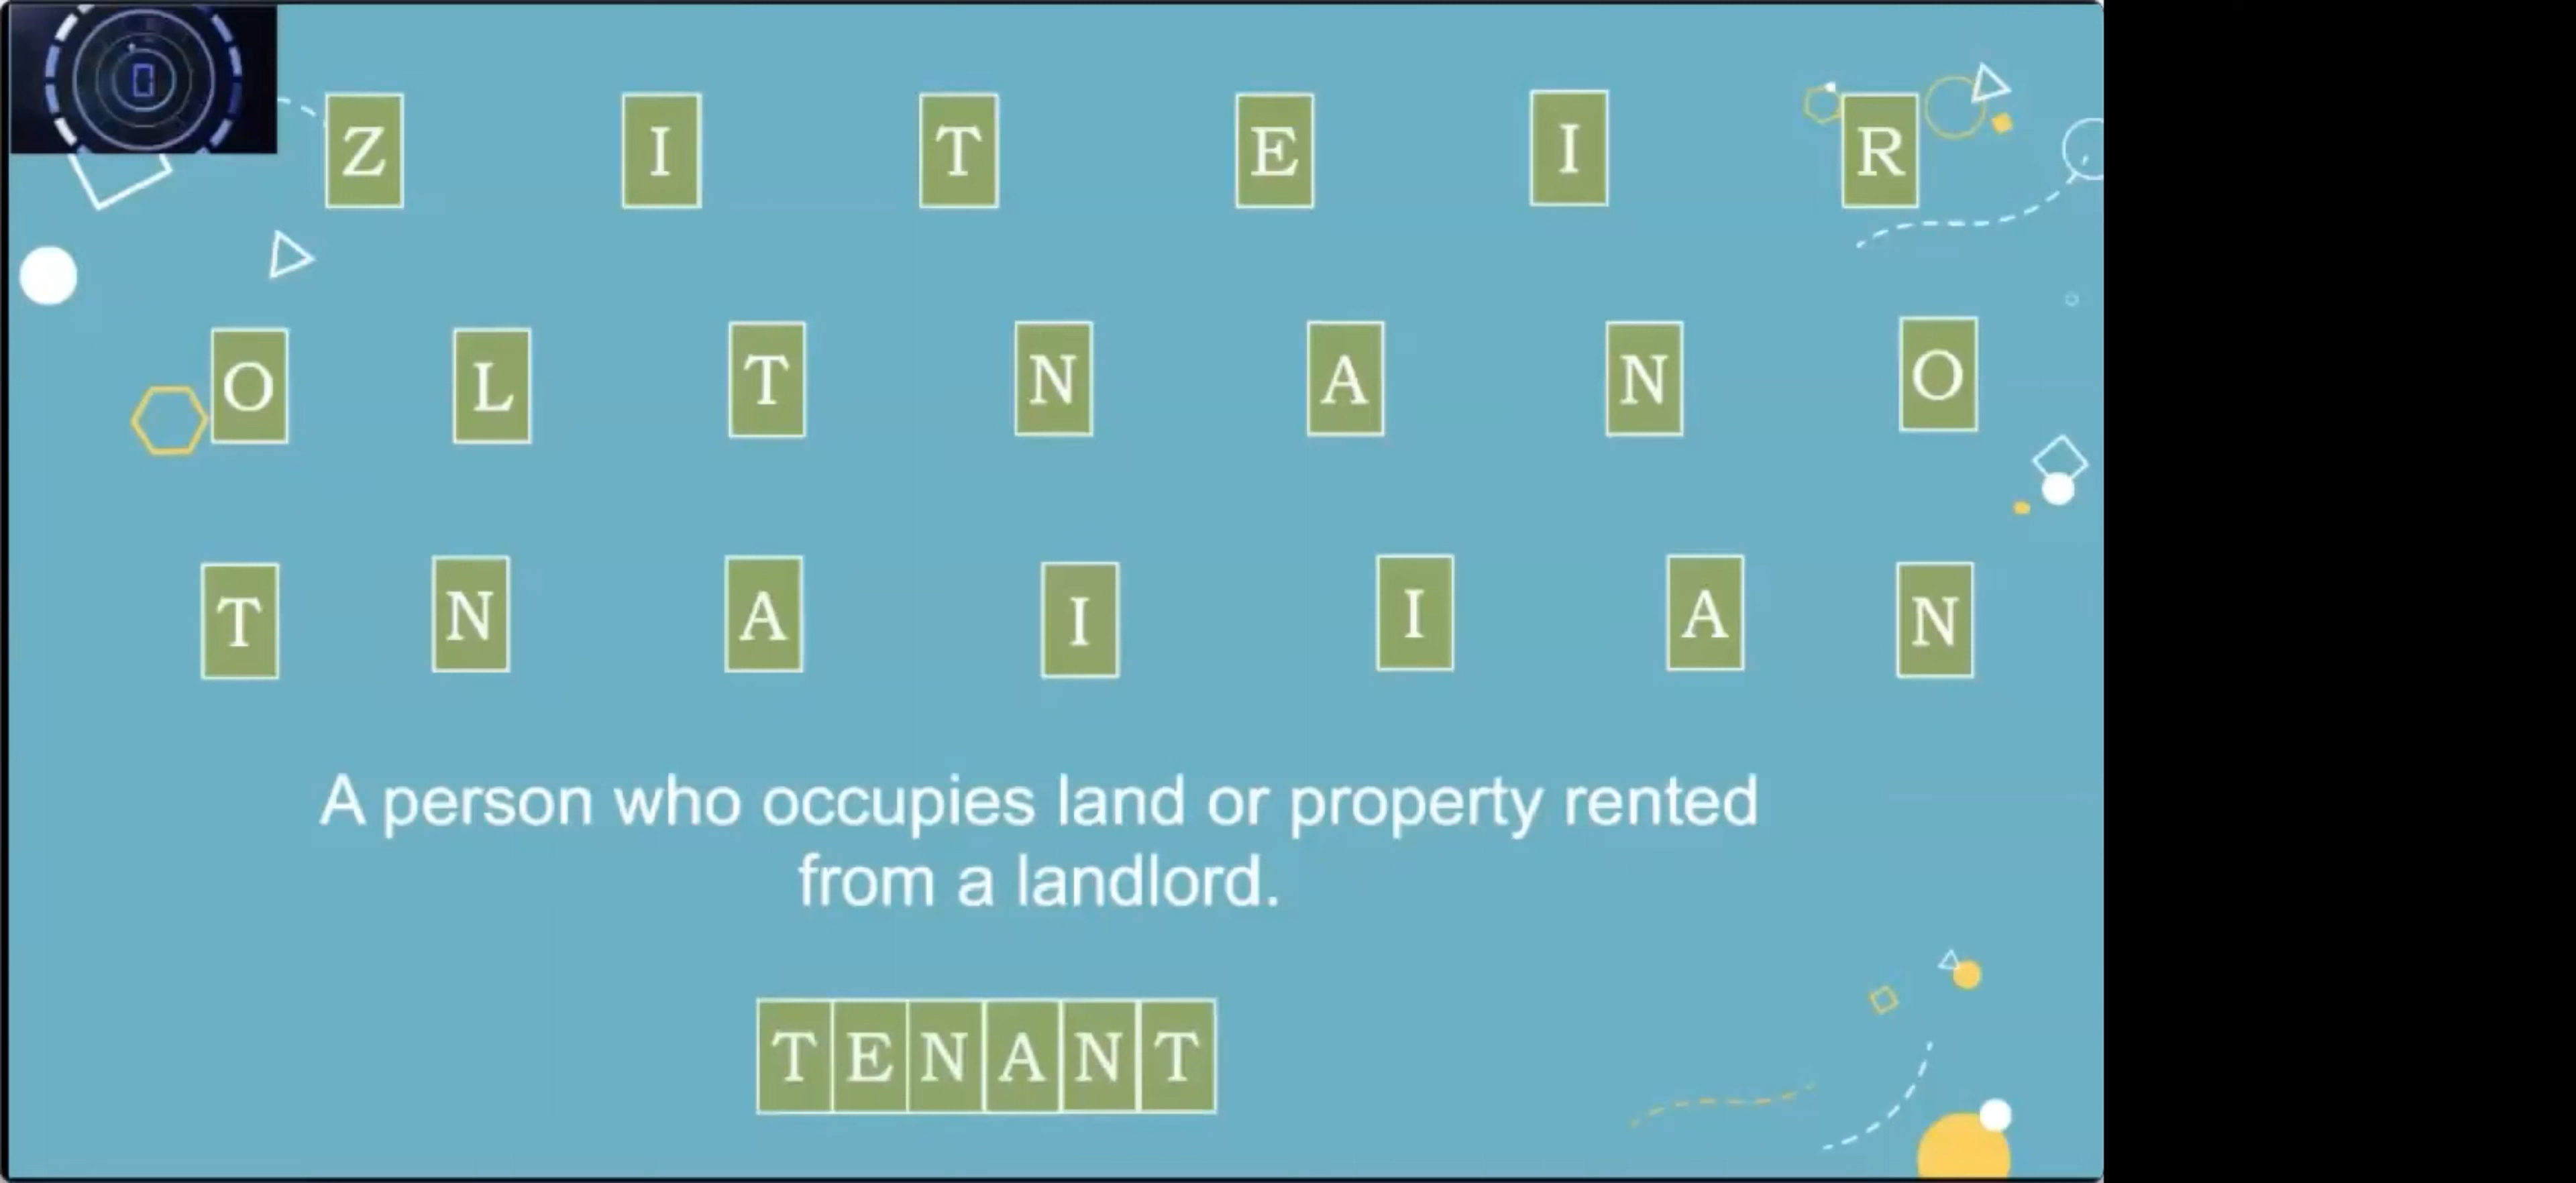 Z I T E I R
O L T N A N O
T N A I I A N
A person who occupies land or property rented
from a landlord.
TENANT